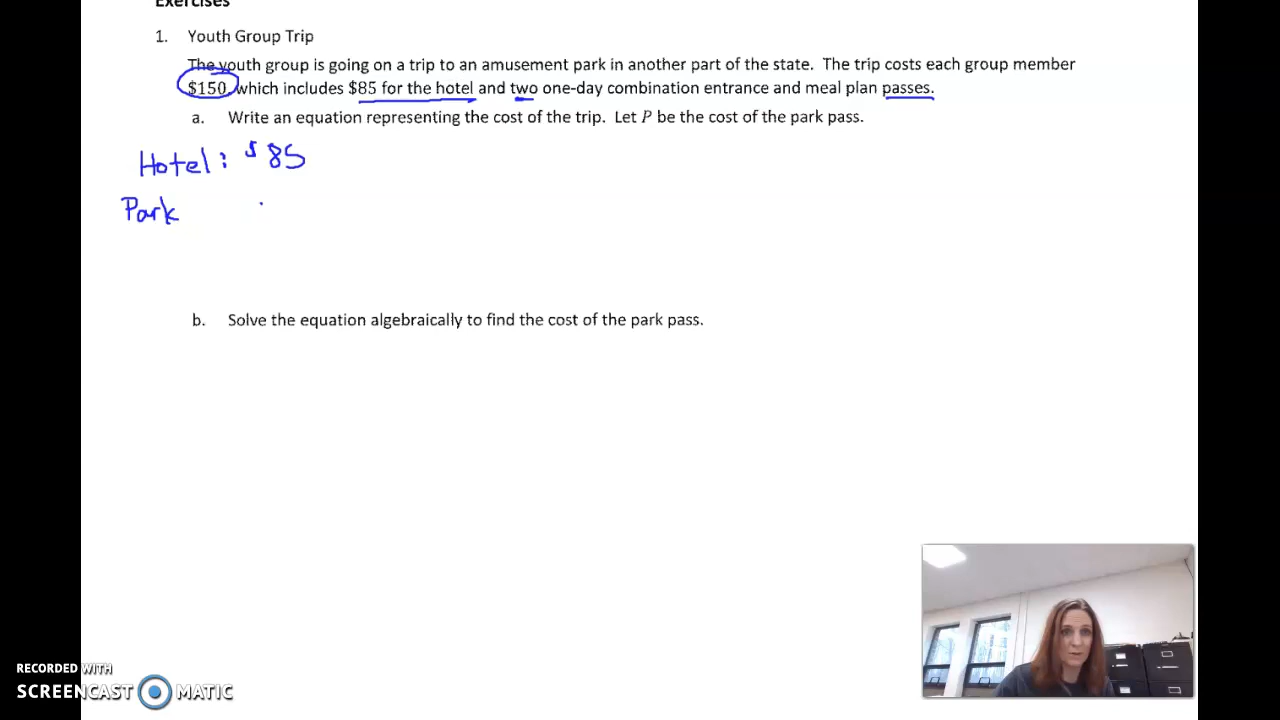 Exercises
1. Youth Group Trip
The youth group is going on a trip to an amusement park in another part of the state. The trip costs each group member
$150, which includes $85 for the hotel and two one-day combination entrance and meal plan passes.
a. Write an equation representing the cost of the trip. Let P be the cost of the park pass.
Hotel: $85
Park
b. Solve the equation algebraically to find the cost of the park pass.
RECORDED WITH
SCREENCAST MATIC